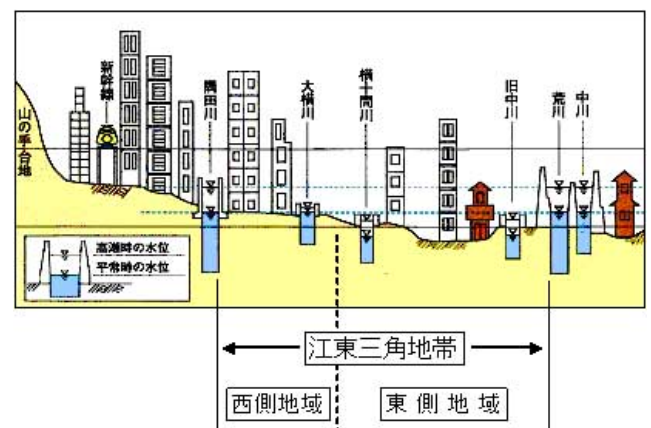 山の手台地
新幹線
隅田川
大横川
横十間川
旧中川
荒川
中川
高潮時の水位
平常時の水位
江東三角地帯
西側地域
東側地域